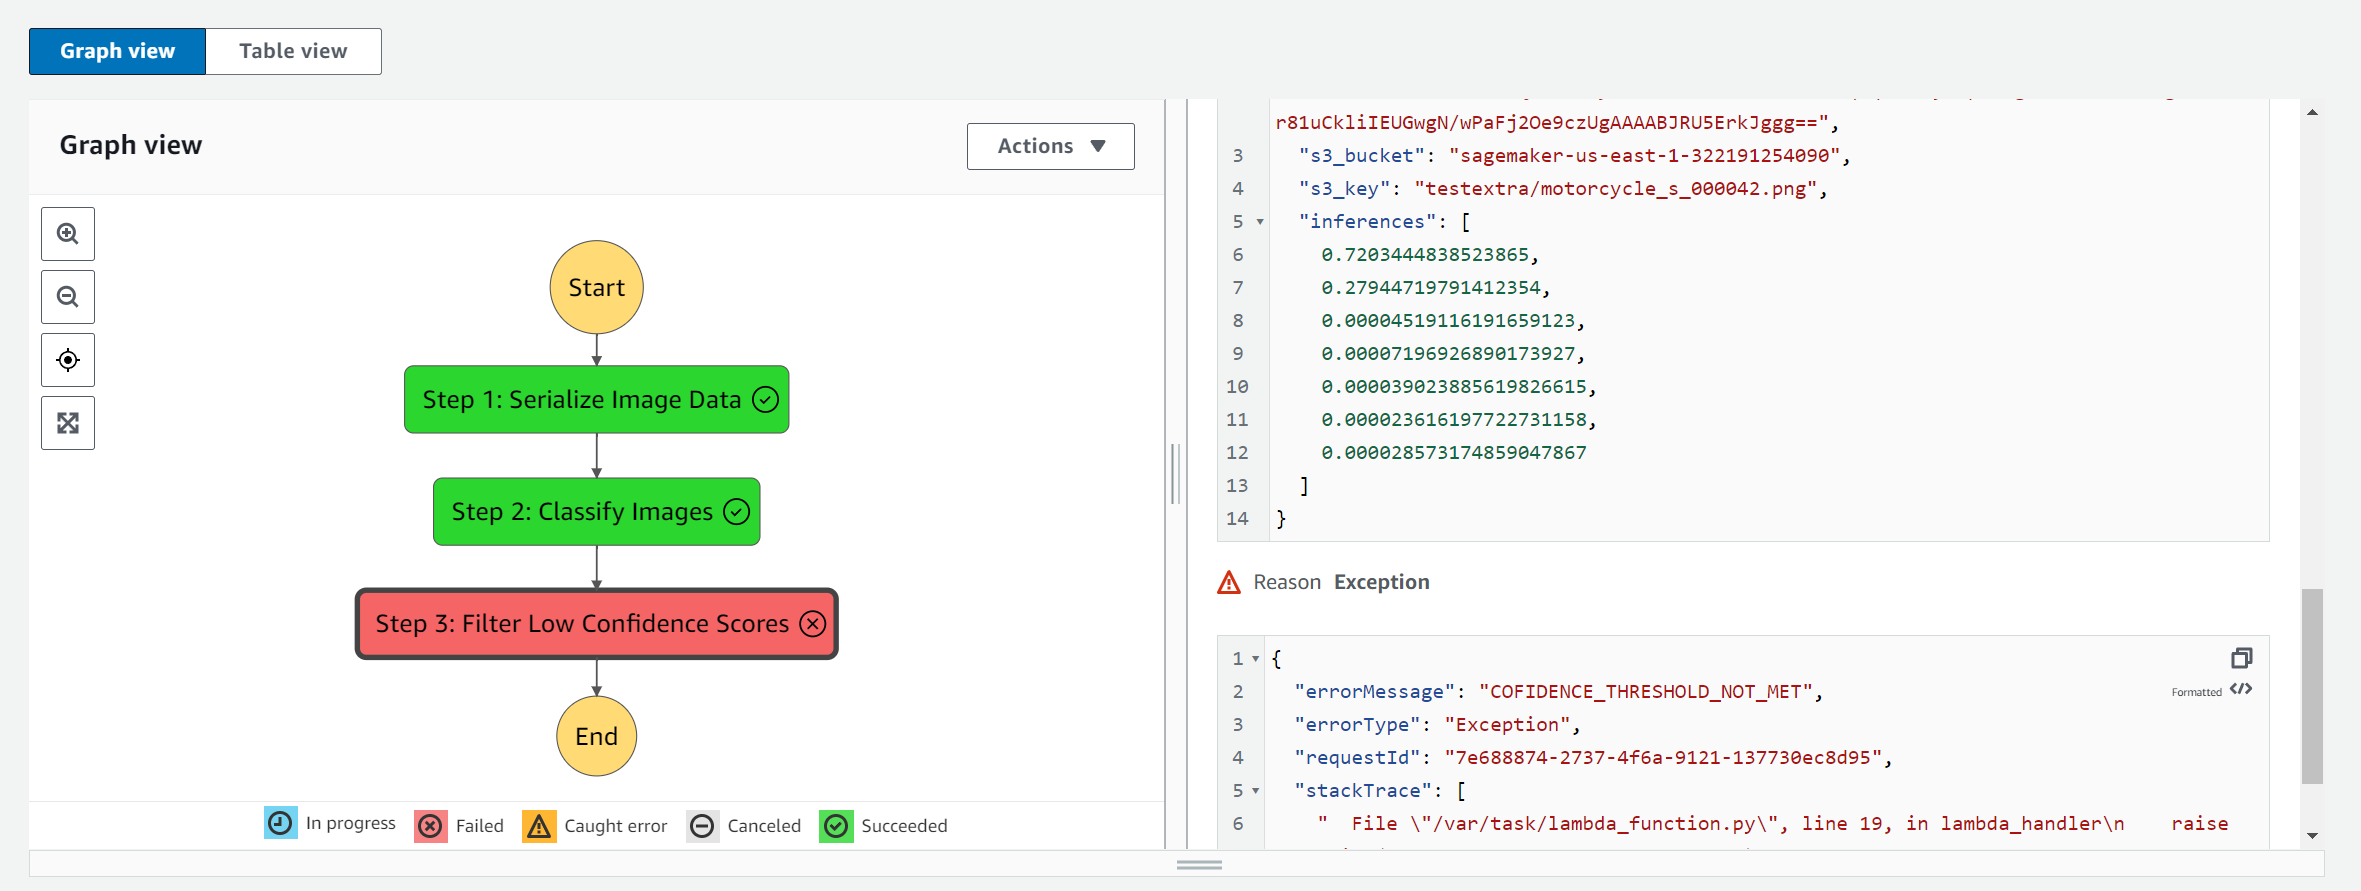 Graph view
Table view
Graph view
Actions
Start
Step 1: Serialize Image Data
Step 2: Classify Images
Step 3: Filter Low Confidence Scores
End
In progress
Failed
Caught error
Canceled
Succeeded
r81uCkliIEUGwgN/wPaFj2Oe9czUgAAAABJRU5ErkJggg==",
3 "s3_bucket": "sagemaker-us-east-1-322191254090",
4 "s3_key": "testextra/motorcycle_s_000042.png",
5 "inferences": [
6 0.7203444838523865,
7 0.27944719791412354,
8 0.00004519116191659123,
9 0.00007196926890173927,
10 0.000039023885619826615,
11 0.000023616197722731158,
12 0.000028573174859047867
13 ]
14 }
Reason Exception
1 {
2 "errorMessage": "COFIDENCE_THRESHOLD_NOT_MET",
Formatted
3 "errorType": "Exception",
4 "requestId": "7e688874-2737-4f6a-9121-137730ec8d95",
5 "stackTrace": [
6 " File \"/var/task/lambda_function.py\", line 19, in lambda_handler\n raise